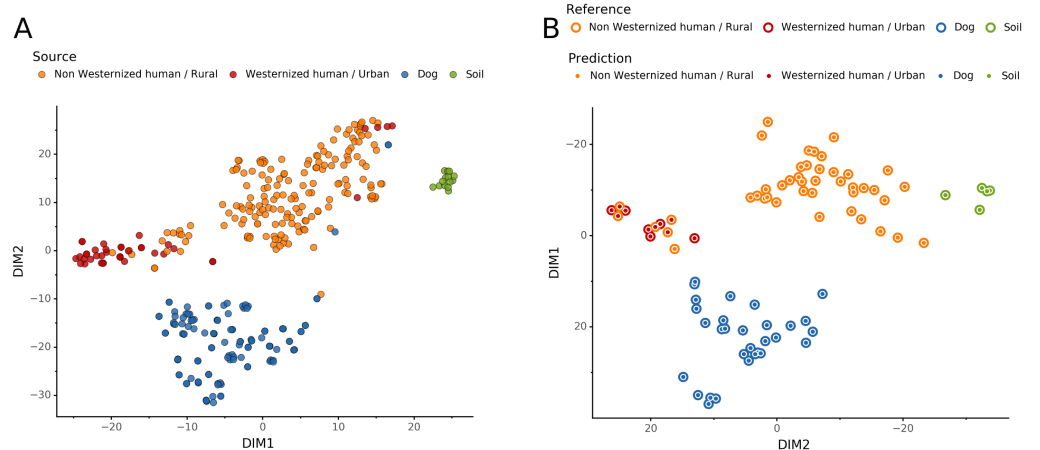 A
Source
Non Westernized human / Rural Westernized human / Urban Dog Soil
20
10
0
−10
−20
−30
DIM2
−20 −10 0 10 20
DIM1
B
Reference
Non Westernized human / Rural Westernized human / Urban Dog Soil
Prediction
Non Westernized human / Rural Westernized human / Urban Dog Soil
−20
0
20
DIM1
20 0 −20
DIM2